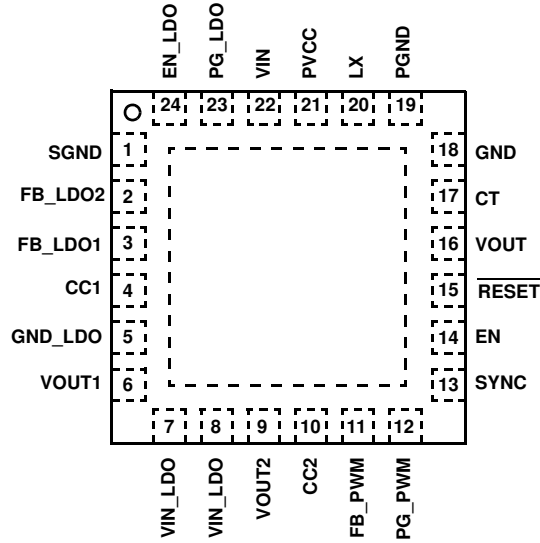 EN_LDO
PG_LDO
VIN
PVCC
LX
PGND
24 23 22 21 20 19
SGND 1 18 GND
FB_LDO2 2 17 CT
FB_LDO1 3 16 VOUT
CC1 4 15 RESET
GND_LDO 5 14 EN
VOUT1 6 13 SYNC
7 8 9 10 11 12
VIN_LDO
VIN_LDO
VOUT2
CC2
FB_PWM
PG_PWM